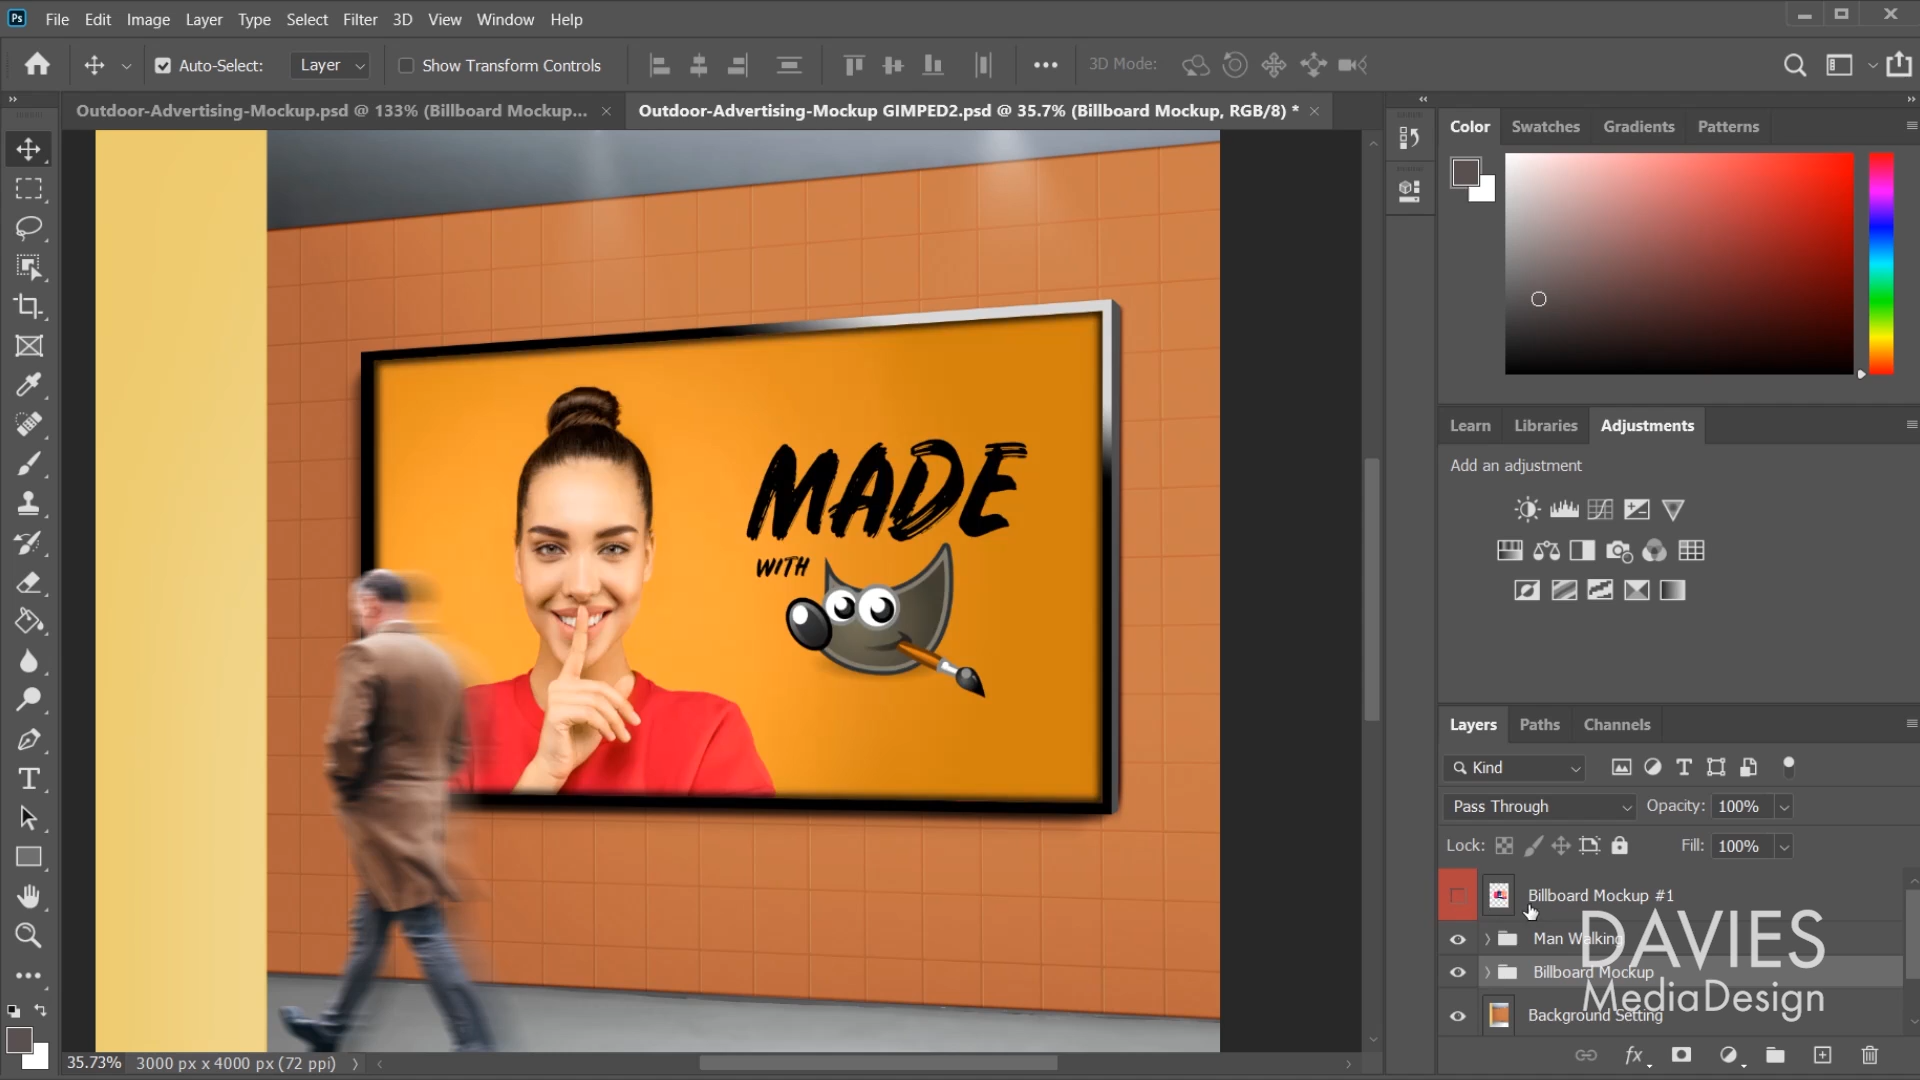 Ps File Edit Image Layer Type Select Filter 3D View Window Help
Auto-Select: Layer Show Transform Controls 3D Mode:
Outdoor-Advertising-Mockup.psd @ 133% (Billboard Mockup... × Outdoor-Advertising-Mockup GIMPED2.psd @ 35.7% (Billboard Mockup, RGB/8) * ×
Color Swatches Gradients Patterns
MADE
WITH
Learn Libraries Adjustments
Add an adjustment
Layers Paths Channels
Kind
Pass Through Opacity: 100%
Lock: Fill: 100%
Billboard Mockup #1
Man Walking
Billboard Mockup
Background Setting
DAVIES
MediaDesign
35.73% 3000 px x 4000 px (72 ppi)